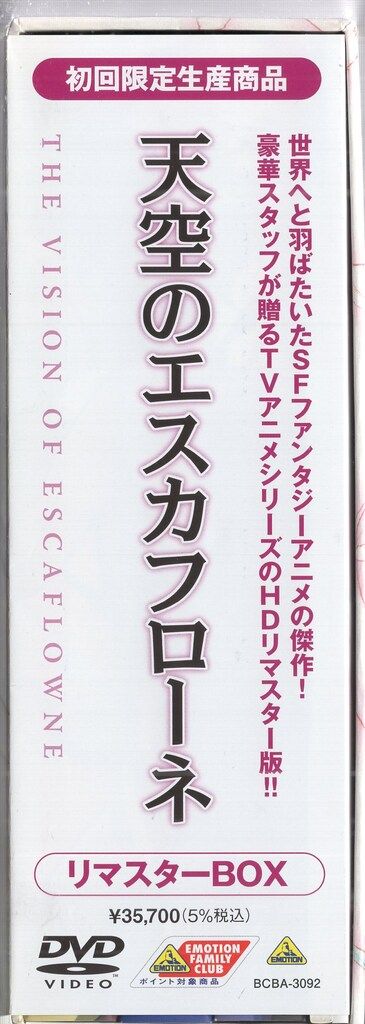 初回限定生産商品
世界へと羽ばたいたSFファンタジーアニメの傑作！
豪華スタッフが贈るTVアニメシリーズのHDリマスター版!!
天空のエスカフローネ
THE VISION OF ESCAFLOWNE
リマスターBOX
¥35,700(5%税込)
DVD
VIDEO™
EMOTION
EMOTION
FAMILY
CLUB
ポイント対象商品
EMOTION
BCBA-3092